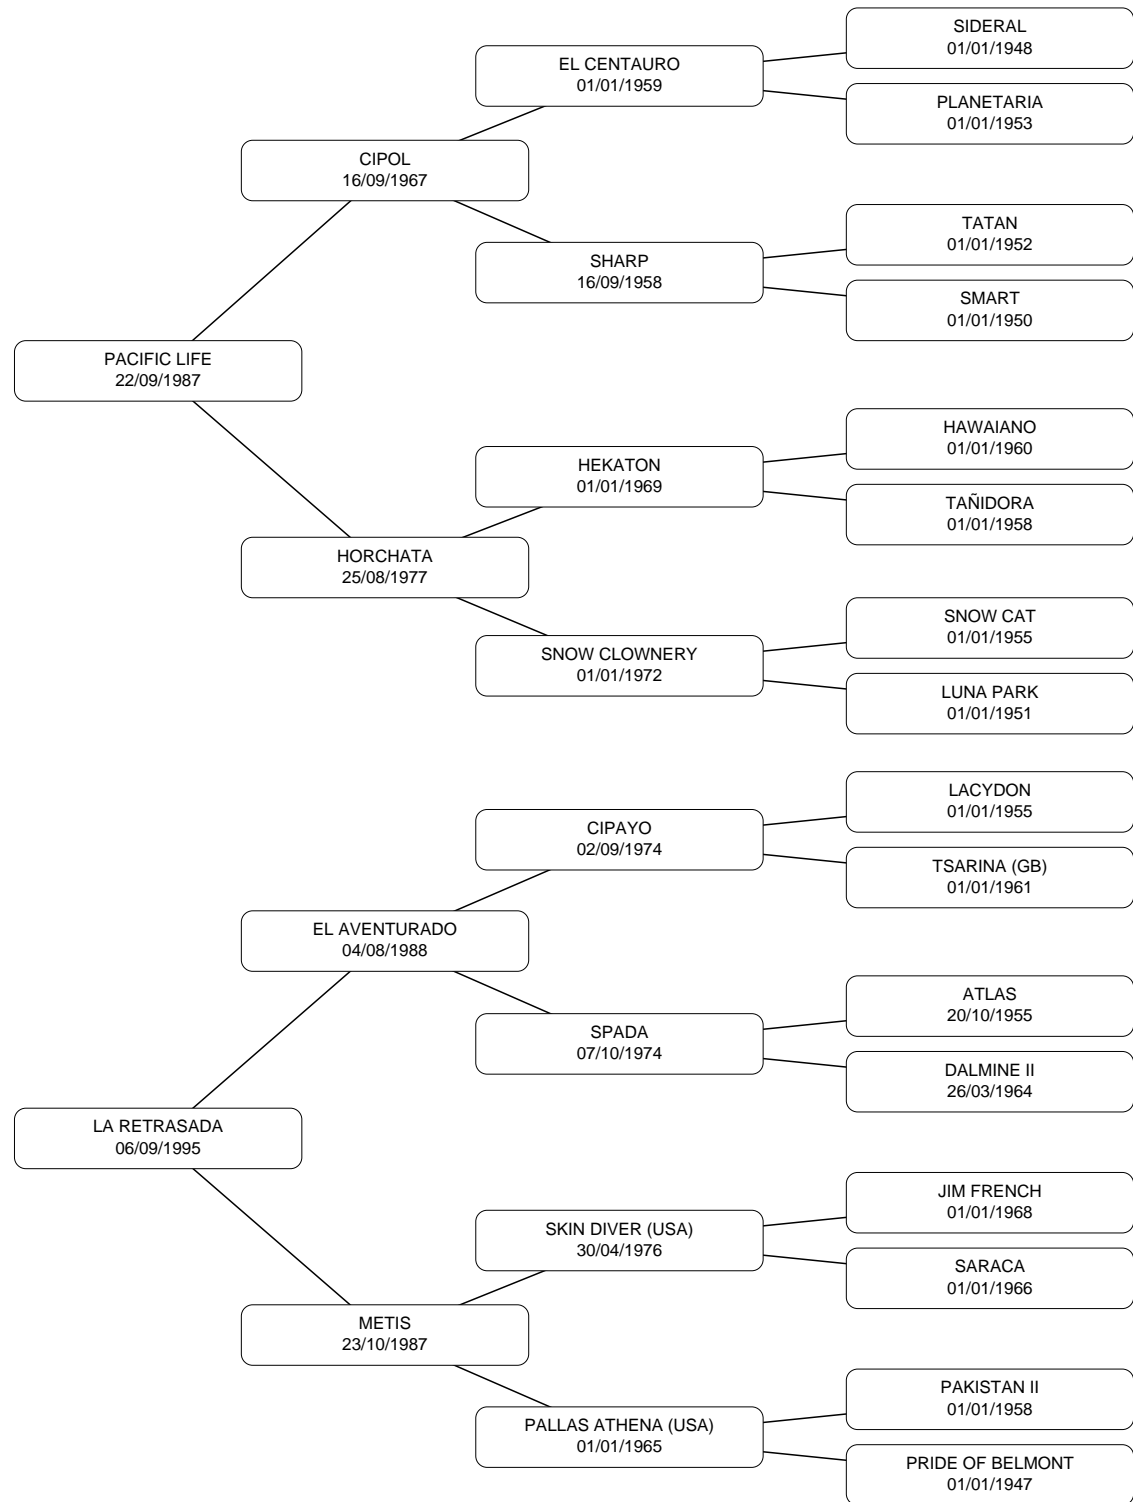 SIDERAL
01/01/1948
EL CENTAURO
01/01/1959
PLANETARIA
01/01/1953
CIPOL
16/09/1967
TATAN
01/01/1952
SHARP
16/09/1958
SMART
01/01/1950
PACIFIC LIFE
22/09/1987
HAWAIANO
01/01/1960
HEKATON
01/01/1969
TAÑIDORA
01/01/1958
HORCHATA
25/08/1977
SNOW CAT
01/01/1955
SNOW CLOWNERY
01/01/1972
LUNA PARK
01/01/1951
LACYDON
01/01/1955
CIPAYO
02/09/1974
TSARINA (GB)
01/01/1961
EL AVENTURADO
04/08/1988
ATLAS
20/10/1955
SPADA
07/10/1974
DALMINE II
26/03/1964
LA RETRASADA
06/09/1995
JIM FRENCH
01/01/1968
SKIN DIVER (USA)
30/04/1976
SARACA
01/01/1966
METIS
23/10/1987
PAKISTAN II
01/01/1958
PALLAS ATHENA (USA)
01/01/1965
PRIDE OF BELMONT
01/01/1947